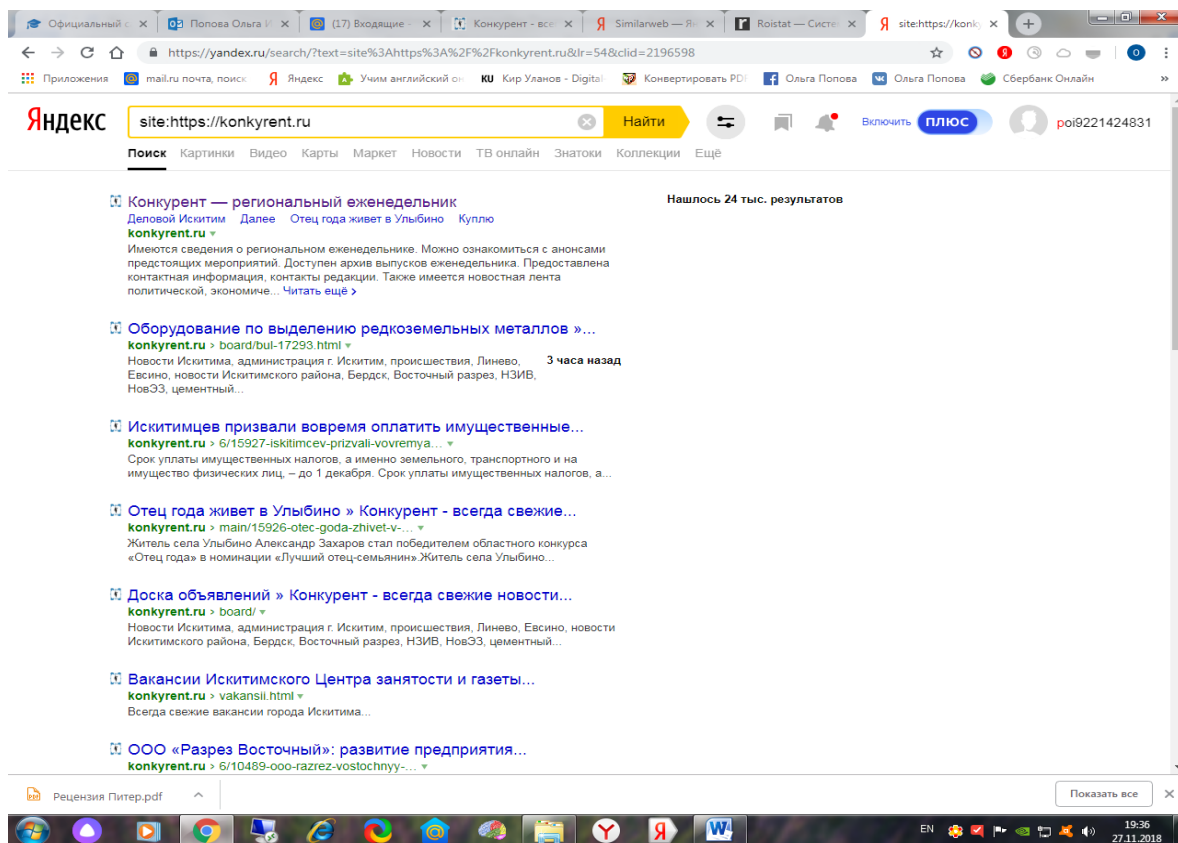 Официальный с
Попова Ольга И
(17) Входящие -
Конкурент - все
Similarweb — Ян
Roistat — Систе
site:https://konky
https://yandex.ru/search/?text=site%3Ahttps%3A%2F%2Fkonkyrent.ru&lr=54&clid=2196598
Приложения mail.ru почта, поиск Яндекс Учим английский он KU Кир Уланов - Digital- Конвертировать PDF Ольга Попова Ольга Попова Сбербанк Онлайн »
Яндекс site:https://konkyrent.ru Найти Включить ПЛЮС poi9221424831
Поиск Картинки Видео Карты Маркет Новости ТВ онлайн Знатоки Коллекции Ещё
Конкурент — региональный еженедельник
Нашлось 24 тыс. результатов
Деловой Искитим Далее Отец года живет в Улыбино Куплю
konkyrent.ru
Имеются сведения о региональном еженедельнике. Можно ознакомиться с анонсами
предстоящих мероприятий. Доступен архив выпусков еженедельника. Предоставлена
контактная информация, контакты редакции. Также имеется новостная лента
политической, экономиче... Читать ещё >
Оборудование по выделению редкоземельных металлов »...
konkyrent.ru > board/bul-17293.html
Новости Искитима, администрация г. Искитим, происшествия, Линево, 3 часа назад
Евсино, новости Искитимского района, Бердск, Восточный разрез, НЗИВ,
НовЭЗ, цементный...
Искитимцев призвали вовремя оплатить имущественные...
konkyrent.ru > 6/15927-iskitimcev-prizvali-vovremya...
Срок уплаты имущественных налогов, а именно земельного, транспортного и на
имущество физических лиц, – до 1 декабря. Срок уплаты имущественных налогов, а...
Отец года живет в Улыбино » Конкурент - всегда свежие...
konkyrent.ru > main/15926-otec-goda-zhivet-v-...
Житель села Улыбино Александр Захаров стал победителем областного конкурса
«Отец года» в номинации «Лучший отец-семьянин».Житель села Улыбино...
Доска объявлений » Конкурент - всегда свежие новости...
konkyrent.ru > board/
Новости Искитима, администрация г. Искитим, происшествия, Линево, Евсино, новости
Искитимского района, Бердск, Восточный разрез, НЗИВ, НовЭЗ, цементный...
Вакансии Искитимского Центра занятости и газеты...
konkyrent.ru > vakansii.html
Всегда свежие вакансии города Искитима...
ООО «Разрез Восточный»: развитие предприятия...
konkyrent.ru > 6/10489-ooo-razrez-vostochnyy-...
Рецензия Питер.pdf
Показать все
EN
19:36
27.11.2018